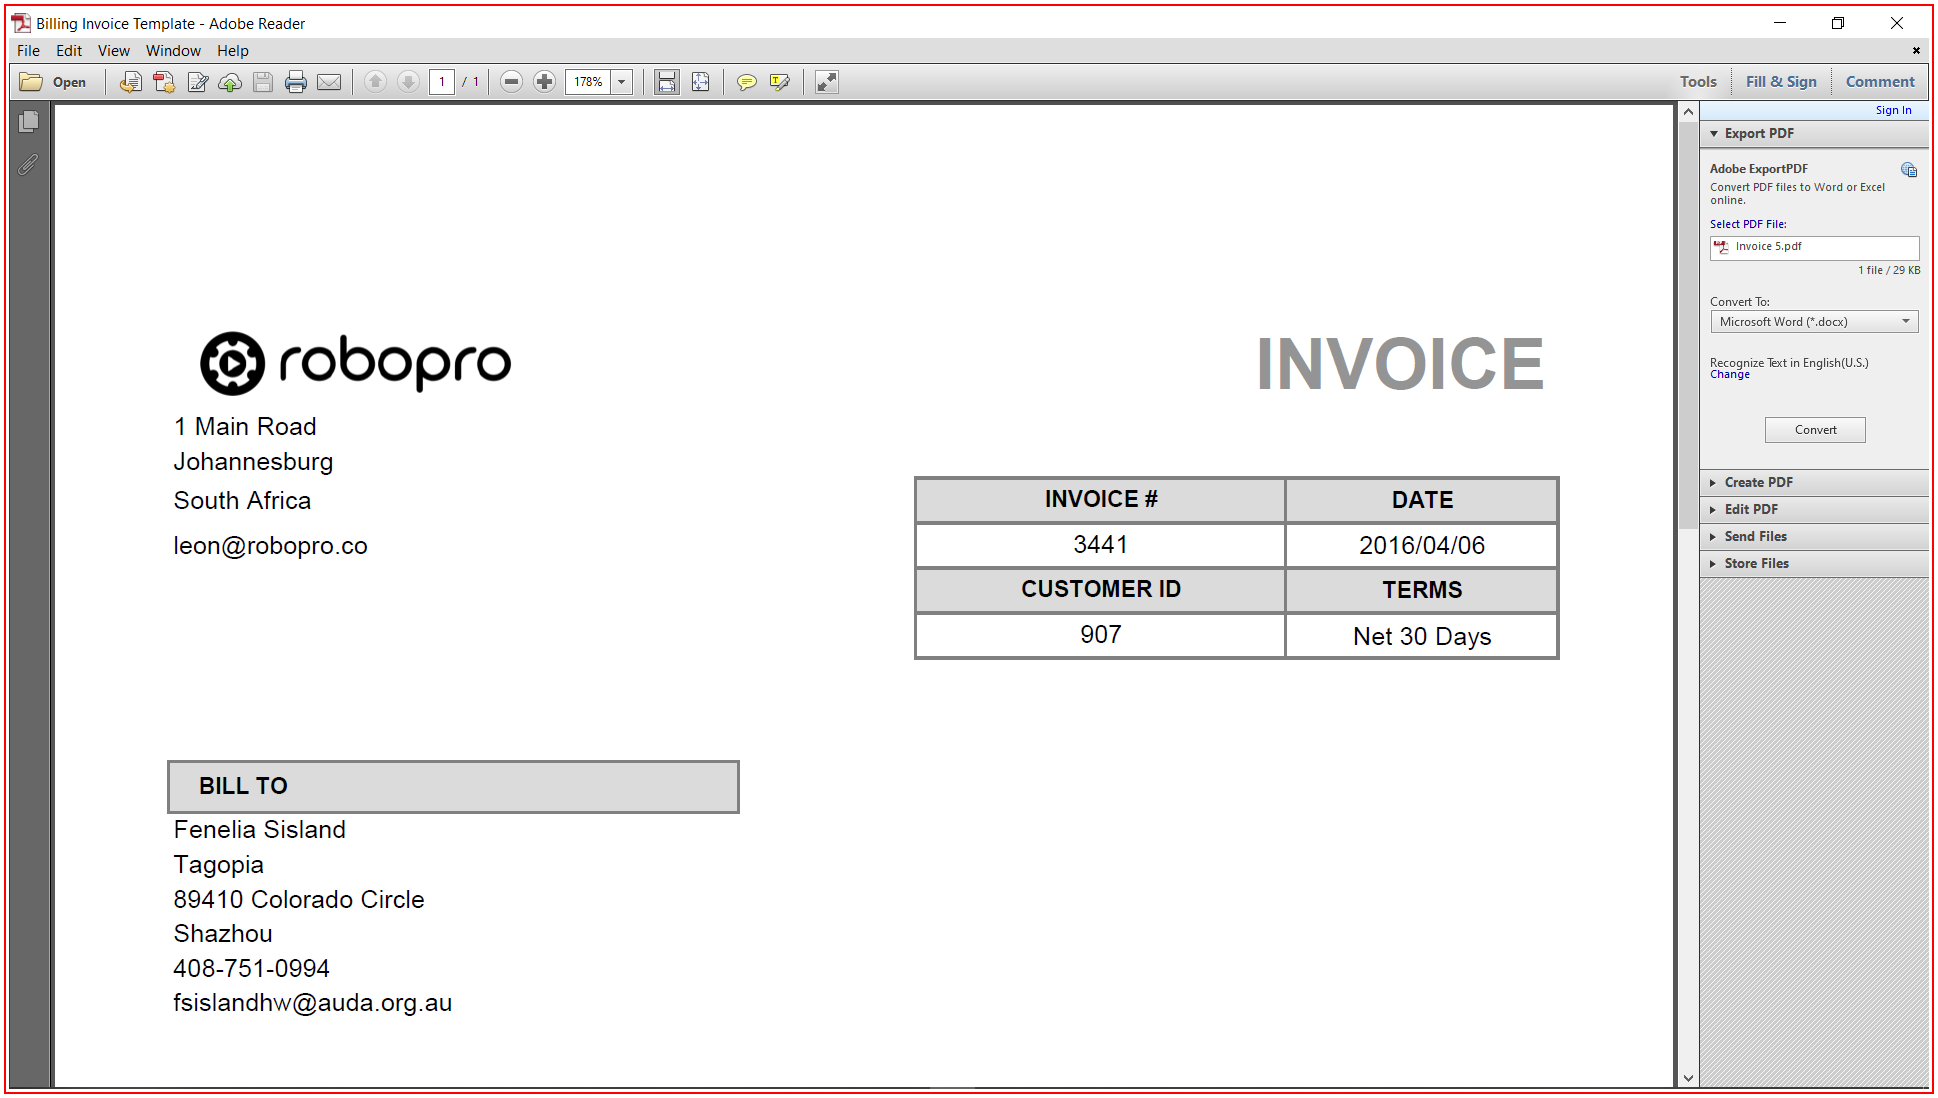 Billing Invoice Template - Adobe Reader
File Edit View Window Help
Open 1 / 1 178% Tools Fill & Sign Comment
Sign In
Export PDF
Adobe ExportPDF
Convert PDF files to Word or Excel
online.
Select PDF File:
Invoice 5.pdf
1 file / 29 KB
Convert To:
Microsoft Word (*.docx)
Recognize Text in English(U.S.)
Change
Convert
Create PDF
Edit PDF
Send Files
Store Files
robopro
INVOICE
1 Main Road
Johannesburg
South Africa
leon@robopro.co
INVOICE # DATE
3441 2016/04/06
CUSTOMER ID TERMS
907 Net 30 Days
BILL TO
Fenelia Sisland
Tagopia
89410 Colorado Circle
Shazhou
408-751-0994
fsislandhw@auda.org.au